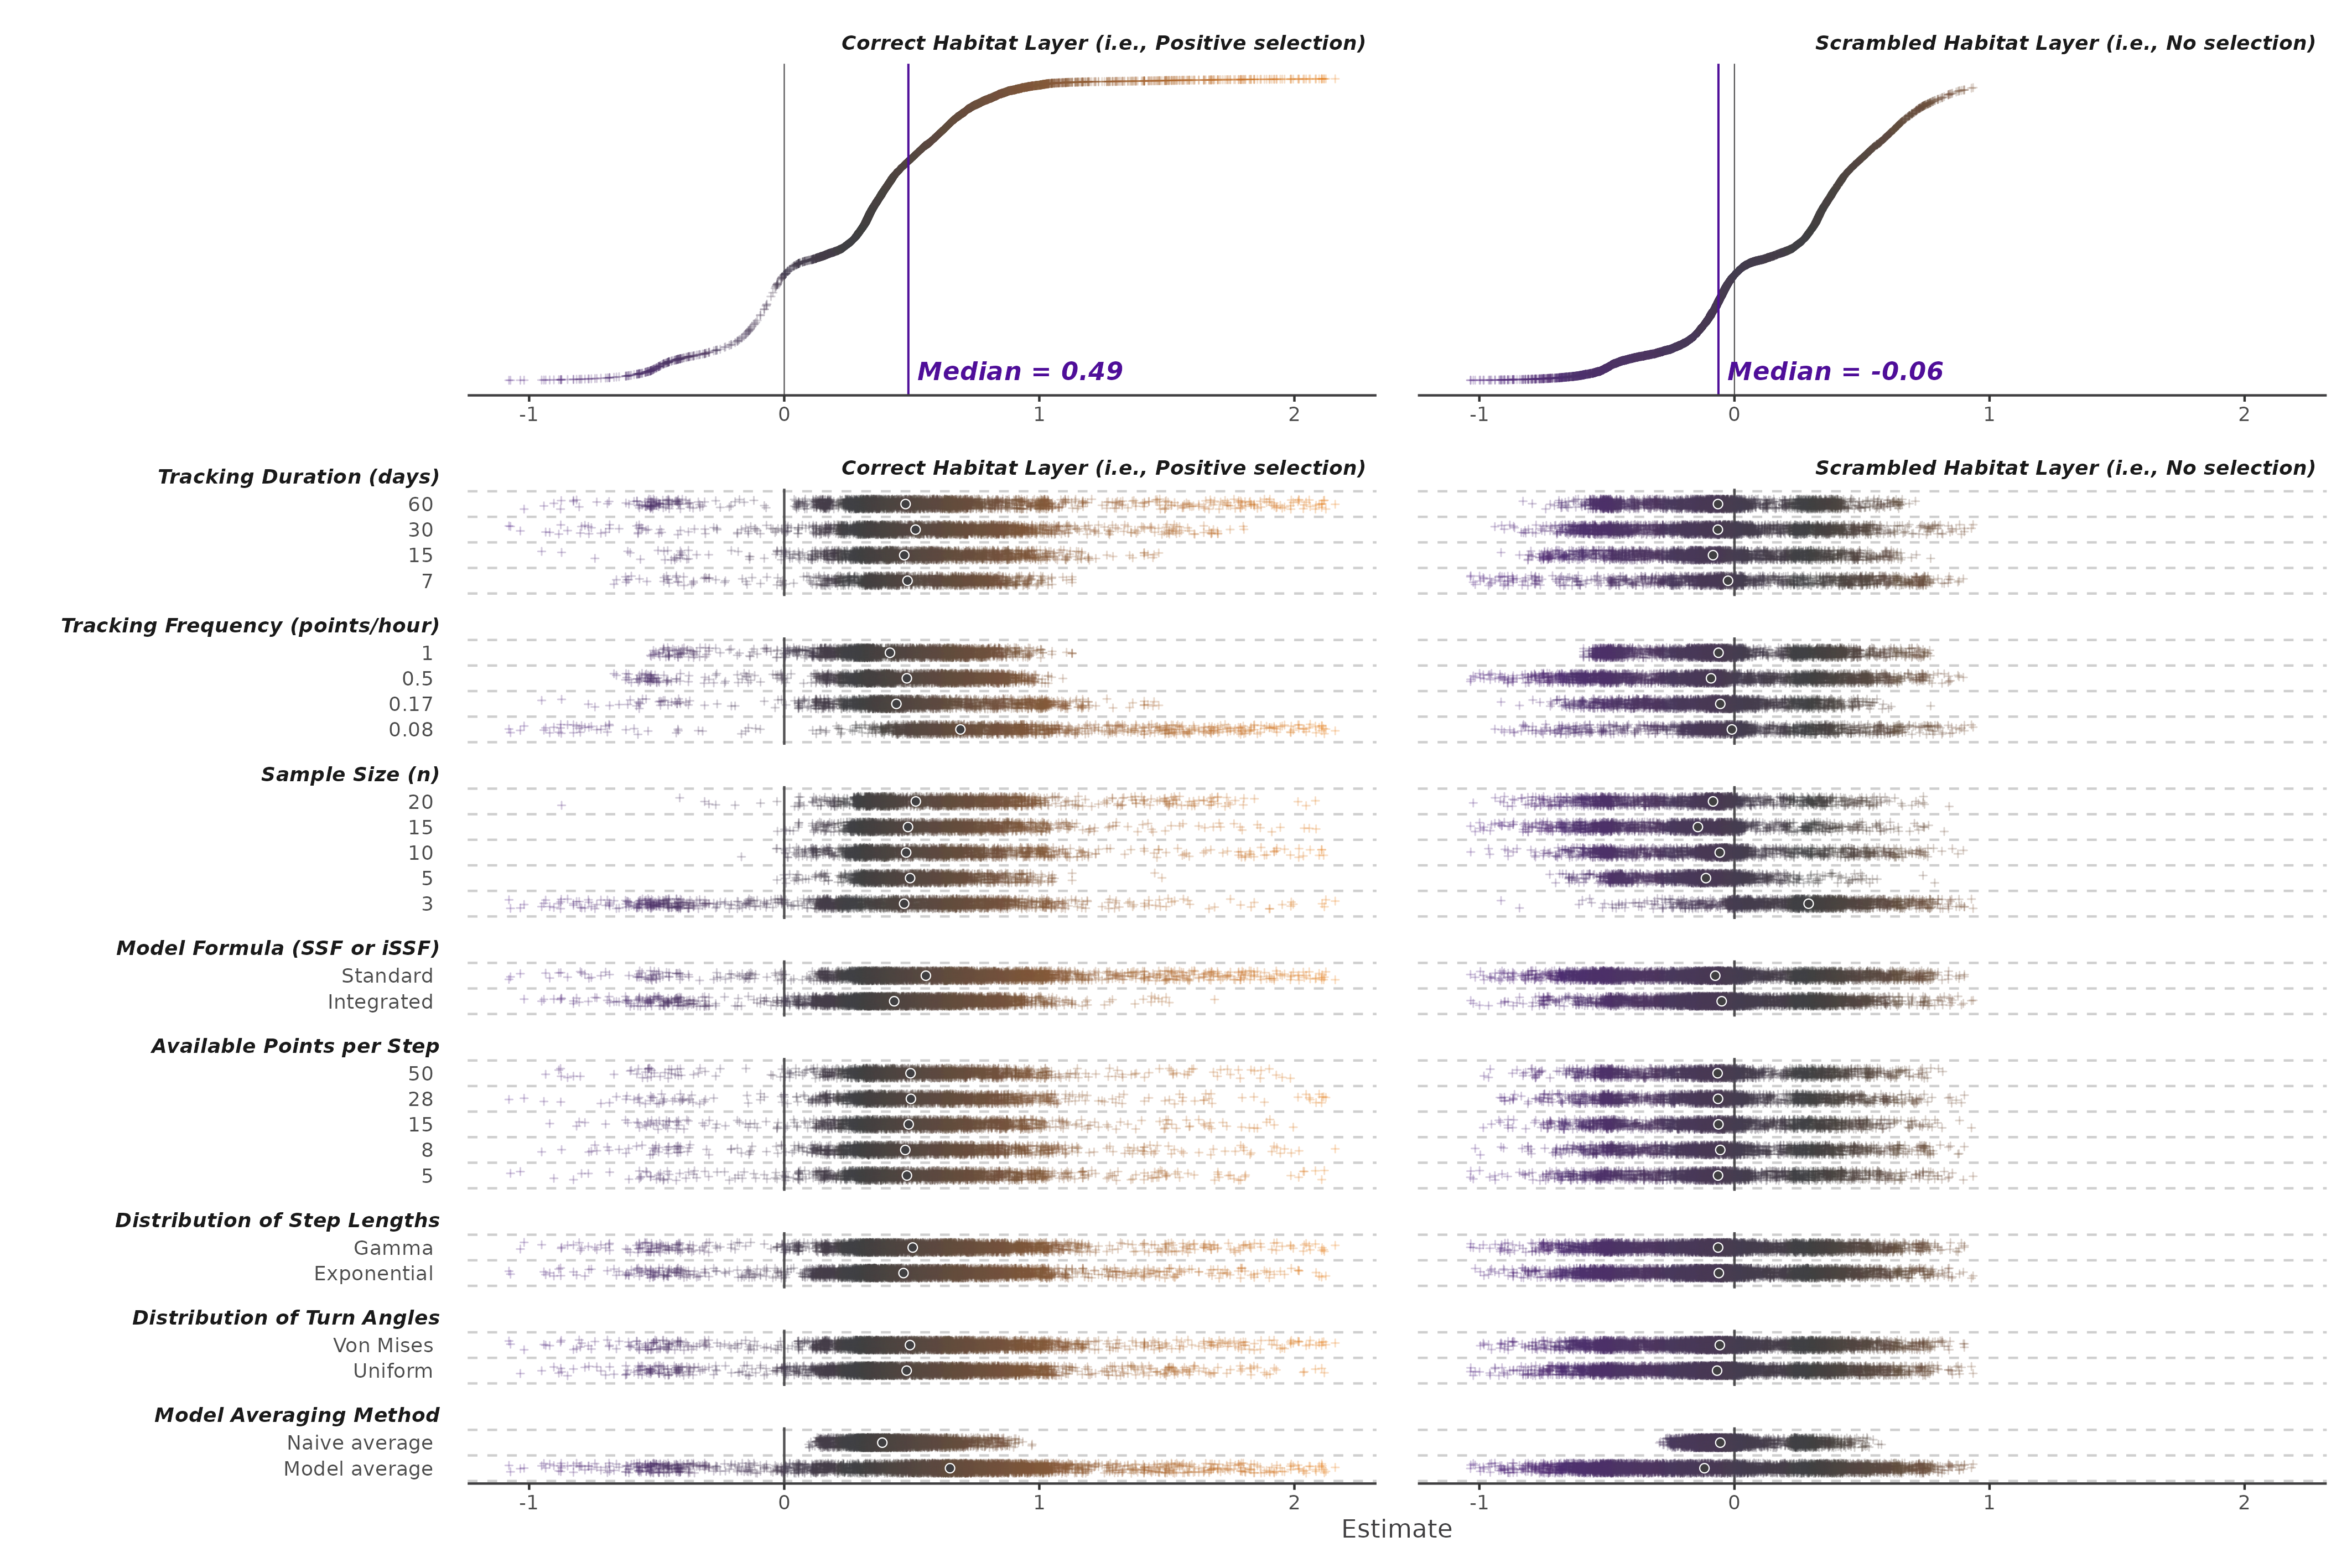 Correct Habitat Layer (i.e., Positive selection)
Scrambled Habitat Layer (i.e., No selection)
Median = 0.49
Median = -0.06
-1 0 1 2
-1 0 1 2
Correct Habitat Layer (i.e., Positive selection)
Scrambled Habitat Layer (i.e., No selection)
Tracking Duration (days)
60
30
15
7
Tracking Frequency (points/hour)
1
0.5
0.17
0.08
Sample Size (n)
20
15
10
5
3
Model Formula (SSF or iSSF)
Standard
Integrated
Available Points per Step
50
28
15
8
5
Distribution of Step Lengths
Gamma
Exponential
Distribution of Turn Angles
Von Mises
Uniform
Model Averaging Method
Naive average
Model average
-1 0 1 2
-1 0 1 2
Estimate